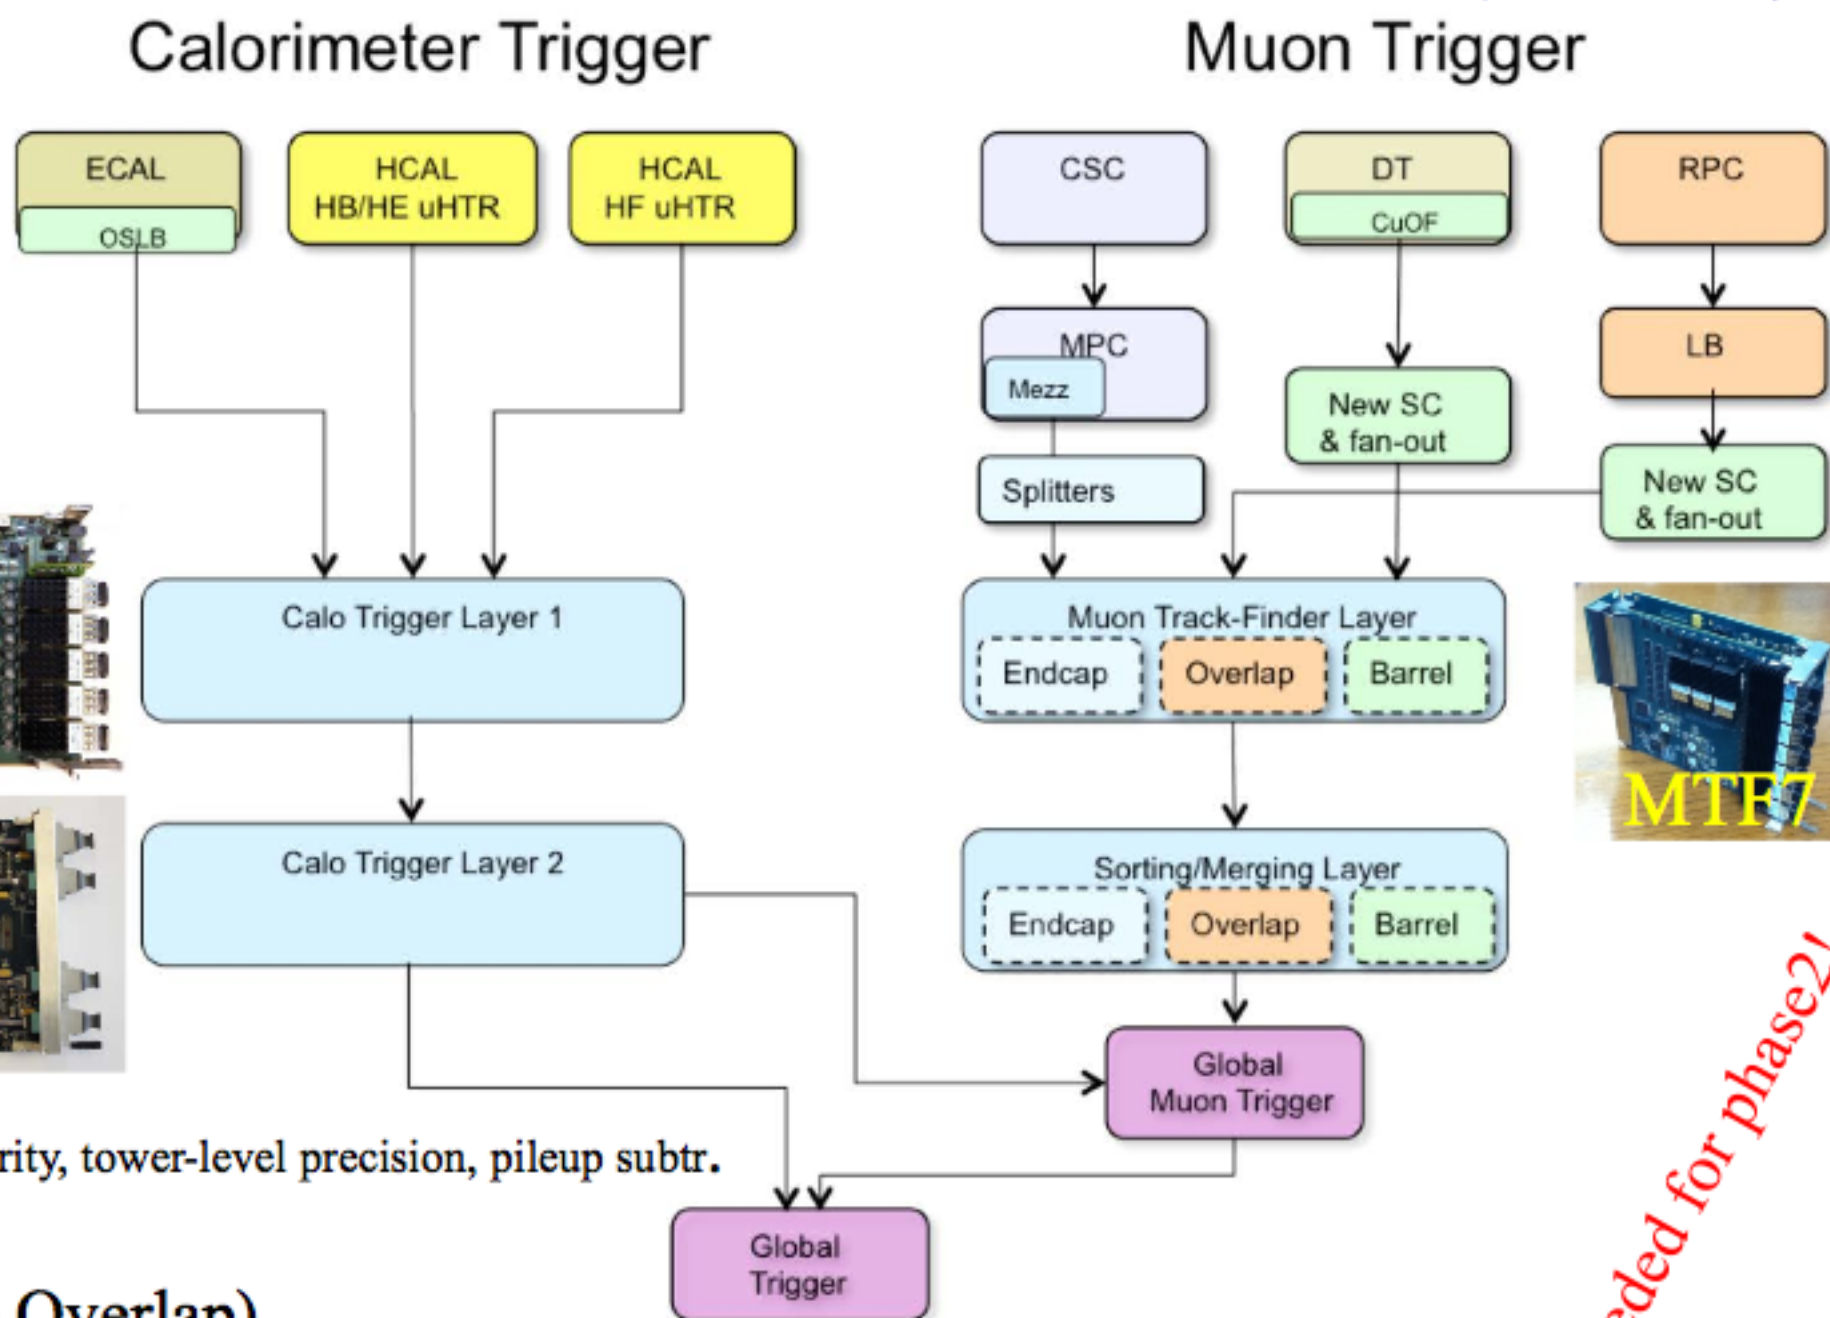 Calorimeter Trigger
Muon Trigger
ECAL
OSLB
HCAL
HB/HE uHTR
HCAL
HF uHTR
CSC
DT
CuOF
RPC
MPC
Mezz
LB
New SC
& fan-out
Splitters
New SC
& fan-out
Calo Trigger Layer 1
Muon Track-Finder Layer
Endcap
Overlap
Barrel
MTF7
Calo Trigger Layer 2
Sorting/Merging Layer
Endcap
Overlap
Barrel
Global
Muon Trigger
tower-level precision, pileup subtr.
Global
Trigger
Overlap)
for phase2!